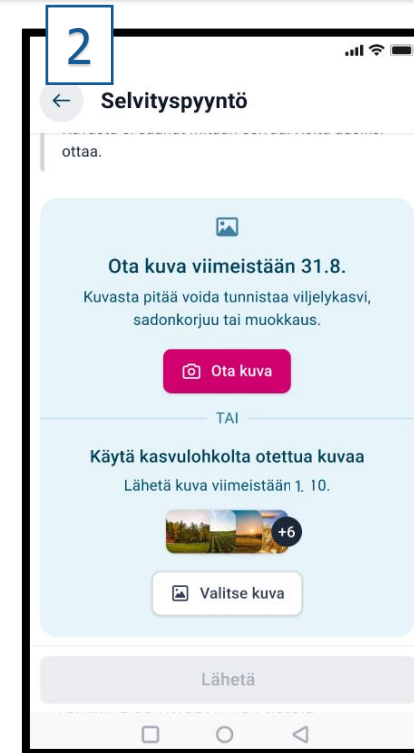 2
Selvityspyyntö
ottaa.
Ota kuva viimeistään 31.8.
Kuvasta pitää voida tunnistaa viljelykasvi,
sadonkorjuu tai muokkaus.
Ota kuva
TAI
Käytä kasvulohkolta otettua kuvaa
Lähetä kuva viimeistään 1. 10.
+6
Valitse kuva
Lähetä